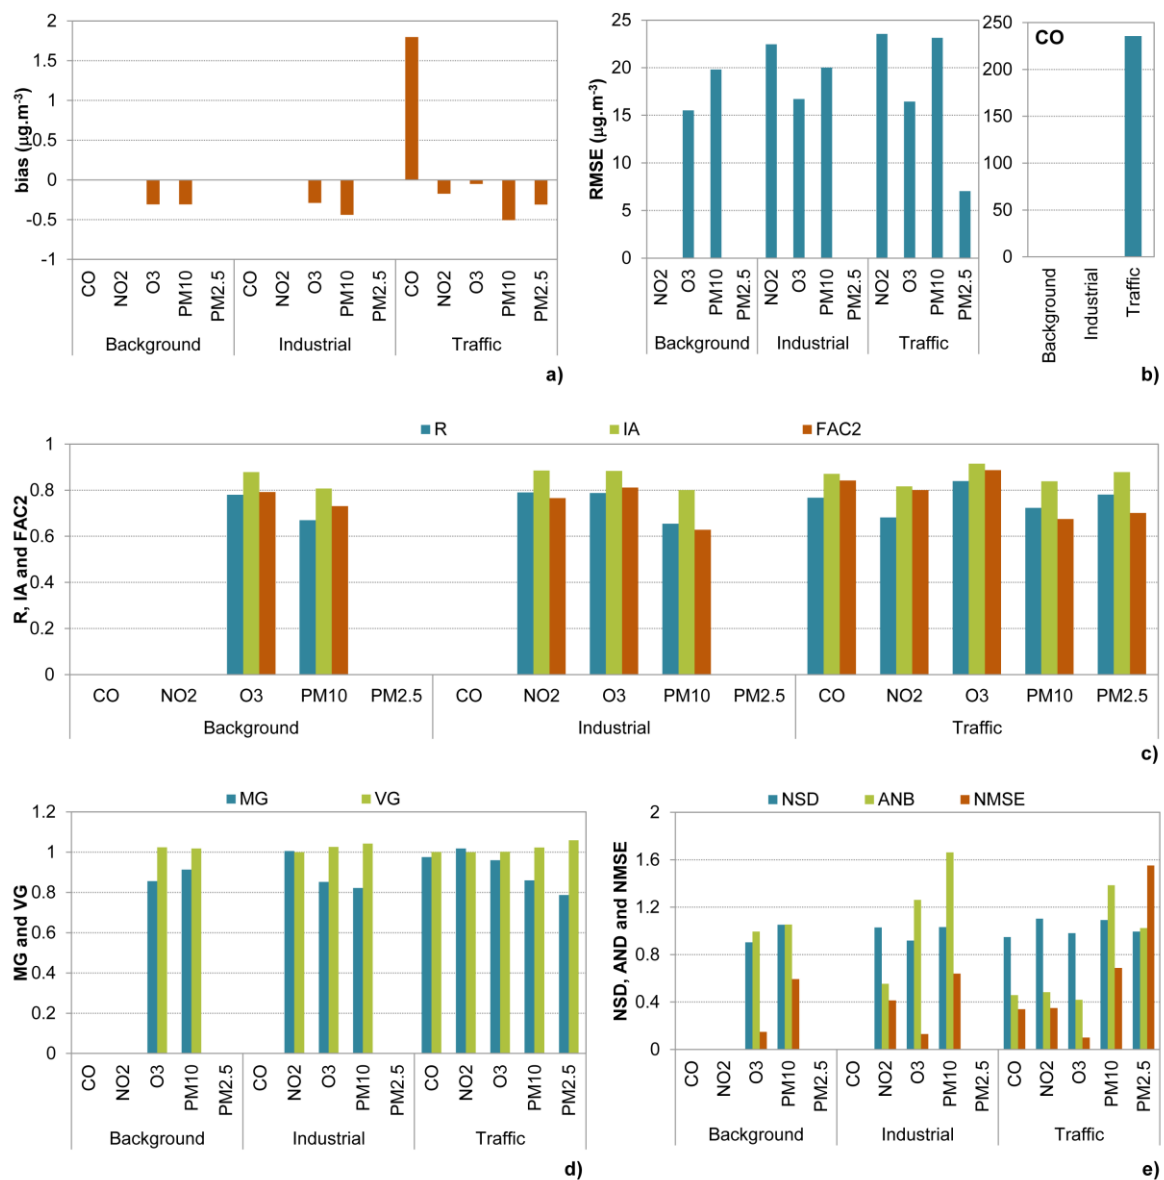 2
1.5
1
0.5
0
-0.5
-1
bias (µg.m-3)
CO NO2 O3 PM10 PM2.5 CO NO2 O3 PM10 PM2.5 CO NO2 O3 PM10 PM2.5
Background Industrial Traffic
a)
25
20
15
10
5
0
RMSE (µg.m-3)
NO2 O3 PM10 PM2.5 NO2 O3 PM10 PM2.5 NO2 O3 PM10 PM2.5
Background Industrial Traffic
CO
250
200
150
100
50
0
Background Industrial Traffic
b)
R IA FAC2
1
0.8
0.6
0.4
0.2
0
R, IA and FAC2
CO NO2 O3 PM10 PM2.5 CO NO2 O3 PM10 PM2.5 CO NO2 O3 PM10 PM2.5
Background Industrial Traffic
c)
MG VG
1.2
1
0.8
0.6
0.4
0.2
0
MG and VG
CO NO2 O3 PM10 PM2.5 CO NO2 O3 PM10 PM2.5 CO NO2 O3 PM10 PM2.5
Background Industrial Traffic
d)
NSD ANB NMSE
2
1.6
1.2
0.8
0.4
0
NSD, AND and NMSE
CO NO2 O3 PM10 PM2.5 CO NO2 O3 PM10 PM2.5 CO NO2 O3 PM10 PM2.5
Background Industrial Traffic
e)